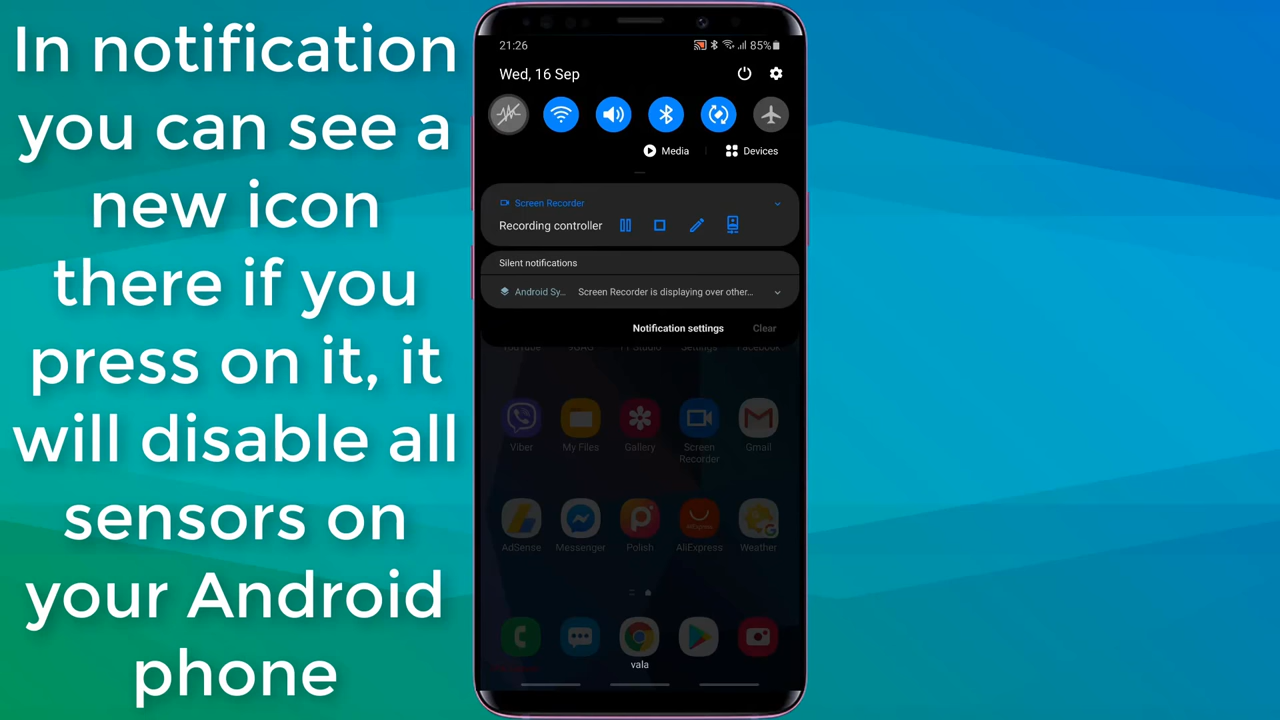 In notification
you can see a
new icon
there if you
press on it, it
will disable all
sensors on
your Android
phone
21:26
85%
Wed, 16 Sep
Media
Devices
Screen Recorder
Recording controller
Silent notifications
Android Sy...
Screen Recorder is displaying over other...
Notification settings
Clear
Viber
My Files
Gallery
Screen
Recorder
Gmail
AdSense
Messenger
Polish
AliExpress
Weather
vala